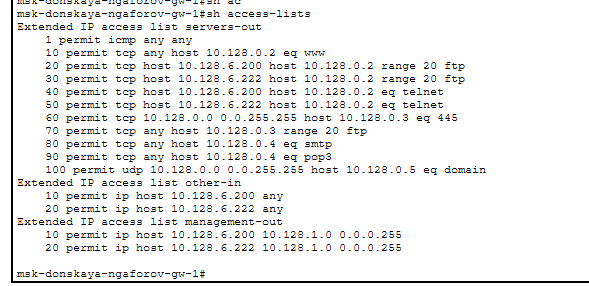 msk-donskaya-ngaforov-gw-1#sh ac
msk-donskaya-ngaforov-gw-1#sh access-lists
Extended IP access list servers-out
1 permit icmp any any
10 permit tcp any host 10.128.0.2 eq www
20 permit tcp host 10.128.6.200 host 10.128.0.2 range 20 ftp
30 permit tcp host 10.128.6.222 host 10.128.0.2 range 20 ftp
40 permit tcp host 10.128.6.200 host 10.128.0.2 eq telnet
50 permit tcp host 10.128.6.222 host 10.128.0.2 eq telnet
60 permit tcp 10.128.0.0 0.0.255.255 host 10.128.0.3 eq 445
70 permit tcp any host 10.128.0.3 range 20 ftp
80 permit tcp any host 10.128.0.4 eq smtp
90 permit tcp any host 10.128.0.4 eq pop3
100 permit udp 10.128.0.0 0.0.255.255 host 10.128.0.5 eq domain
Extended IP access list other-in
10 permit ip host 10.128.6.200 any
20 permit ip host 10.128.6.222 any
Extended IP access list management-out
10 permit ip host 10.128.6.200 10.128.1.0 0.0.0.255
20 permit ip host 10.128.6.222 10.128.1.0 0.0.0.255
msk-donskaya-ngaforov-gw-1#